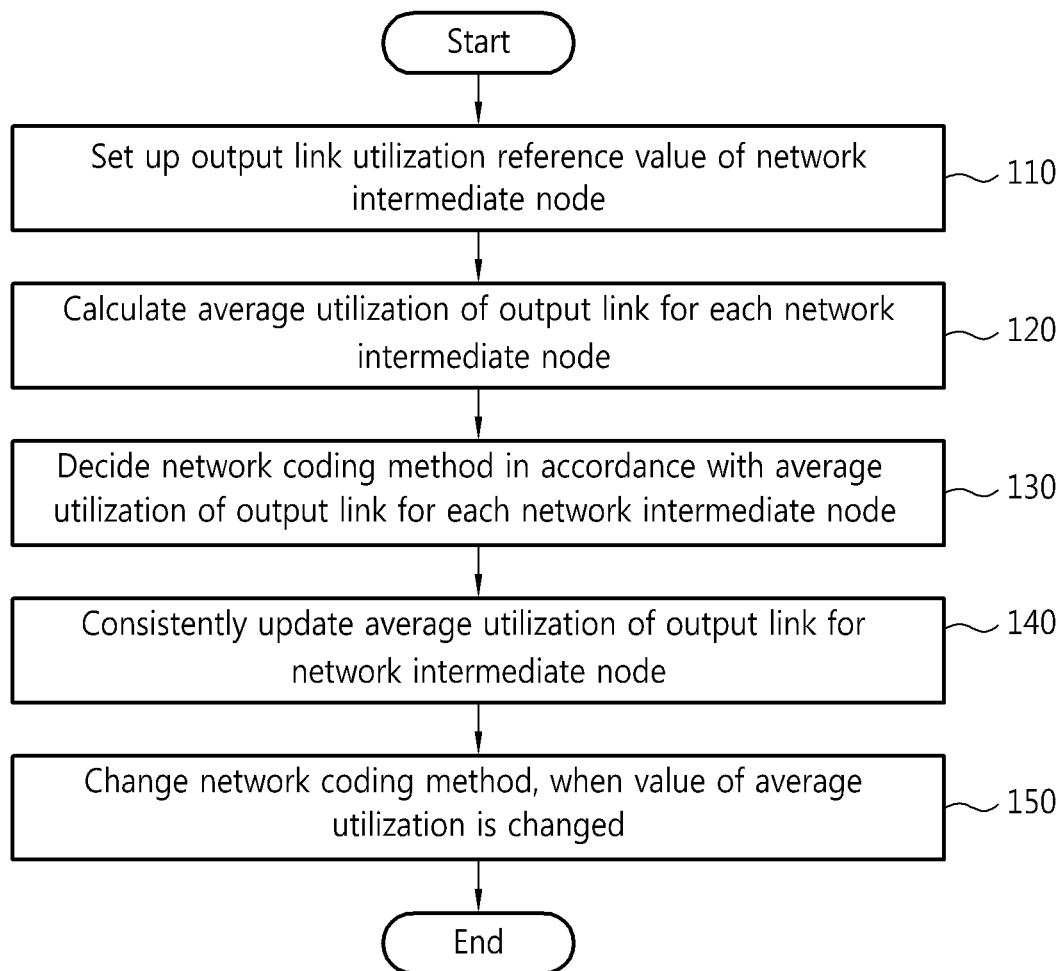 Start
Set up output link utilization reference value of network
intermediate node
110
Calculate average utilization of output link for each network
intermediate node
120
Decide network coding method in accordance with average
utilization of output link for each network intermediate node
130
Consistently update average utilization of output link for
network intermediate node
140
Change network coding method, when value of average
utilization is changed
150
End